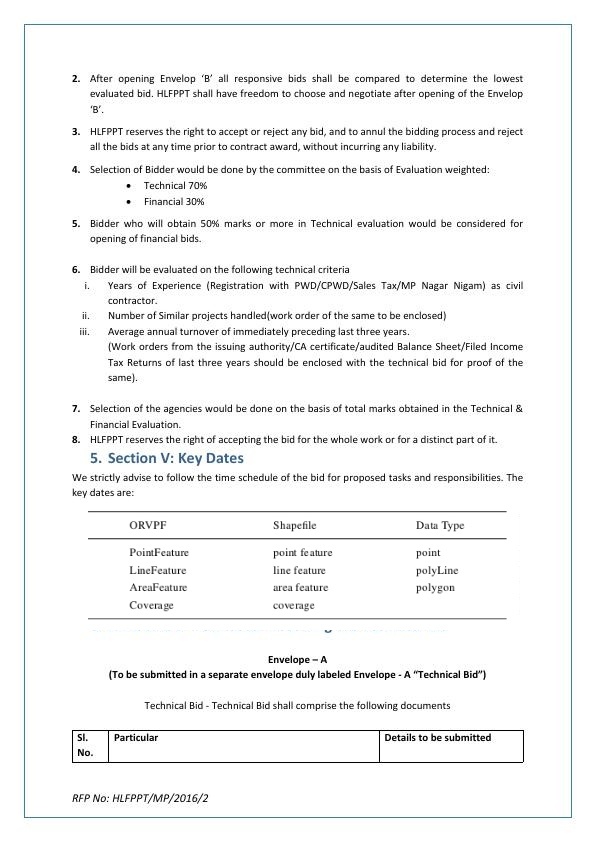 2. After opening Envelop ‘B’ all responsive bids shall be compared to determine the lowest
evaluated bid. HLFPPT shall have freedom to choose and negotiate after opening of the Envelop
‘B’.
3. HLFPPT reserves the right to accept or reject any bid, and to annul the bidding process and reject
all the bids at any time prior to contract award, without incurring any liability.
4. Selection of Bidder would be done by the committee on the basis of Evaluation weighted:
• Technical 70%
• Financial 30%
5. Bidder who will obtain 50% marks or more in Technical evaluation would be considered for
opening of financial bids.
6. Bidder will be evaluated on the following technical criteria
i. Years of Experience (Registration with PWD/CPWD/Sales Tax/MP Nagar Nigam) as civil
contractor.
ii. Number of Similar projects handled(work order of the same to be enclosed)
iii. Average annual turnover of immediately preceding last three years.
(Work orders from the issuing authority/CA certificate/audited Balance Sheet/Filed Income
Tax Returns of last three years should be enclosed with the technical bid for proof of the
same).
7. Selection of the agencies would be done on the basis of total marks obtained in the Technical &
Financial Evaluation.
8. HLFPPT reserves the right of accepting the bid for the whole work or for a distinct part of it.
5. Section V: Key Dates
We strictly advise to follow the time schedule of the bid for proposed tasks and responsibilities. The
key dates are:
ORVPF Shapefile Data Type
PointFeature point feature point
LineFeature line feature polyLine
AreaFeature area feature polygon
Coverage coverage
Envelope – A
(To be submitted in a separate envelope duly labeled Envelope - A “Technical Bid”)
Technical Bid - Technical Bid shall comprise the following documents
Sl. Particular Details to be submitted
No.
RFP No: HLFPPT/MP/2016/2